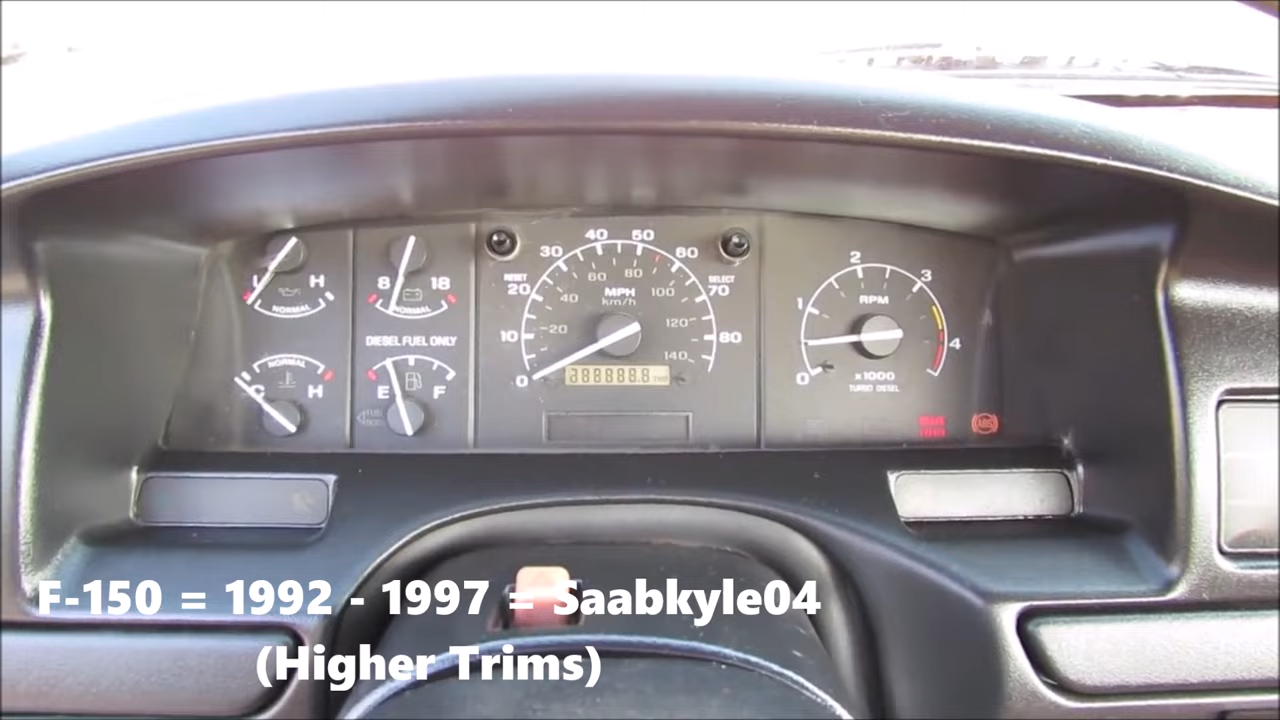 40 50
30 60
60 80
RESET SELECT
20 40 MPH 100 70
km/h
10 20 120 80
0 140
L H
NORMAL
8 18
NORMAL
DIESEL FUEL ONLY
NORMAL
C H
E F
2
1 3
RPM
4
0 x1000
TURBO DIESEL
BRAKE
ABS
F-150 = 1992 - 1997 = Saabkyle04
(Higher Trims)